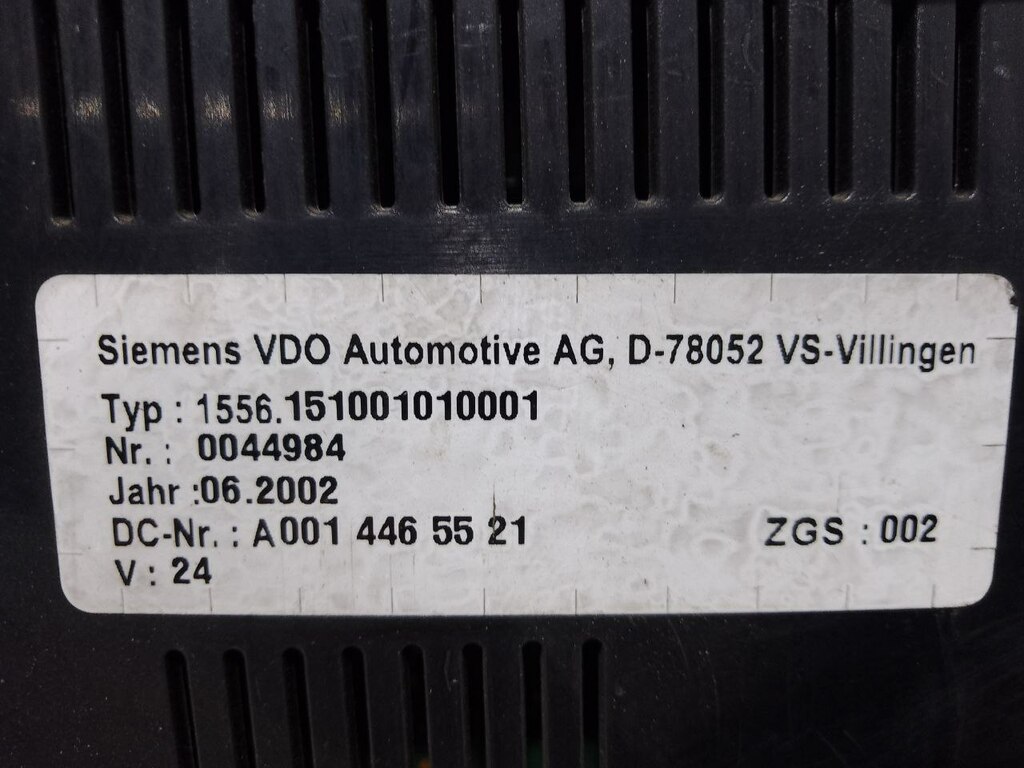 Siemens VDO Automotive AG, D-78052 VS-Villingen
Typ : 1556.151001010001
Nr. : 0044984
Jahr :06.2002
DC-Nr. : A001 446 55 21 ZGS : 002
V : 24